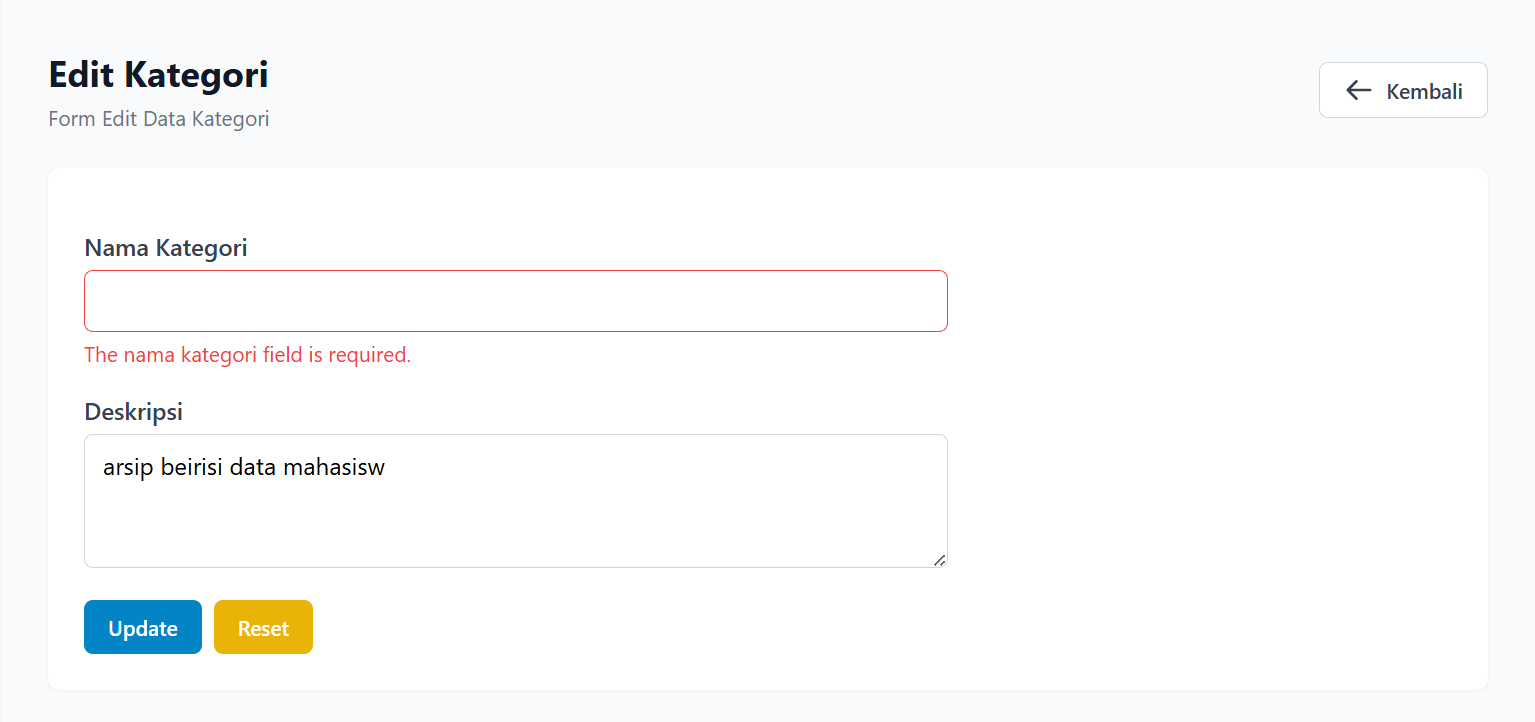 Edit Kategori
Form Edit Data Kategori
Kembali
Nama Kategori
The nama kategori field is required.
Deskripsi
arsip beirisi data mahasisw
Update
Reset